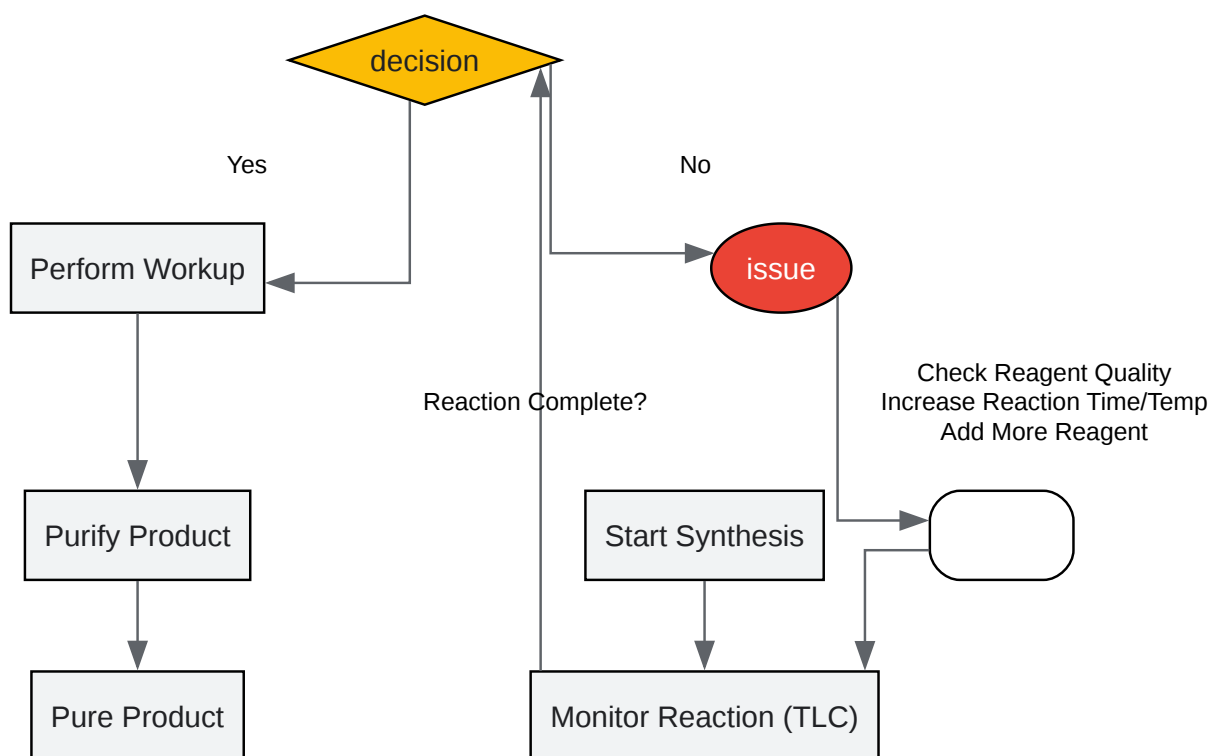 decision
Yes
No
Perform Workup
issue
Reaction Complete?
Check Reagent Quality
Increase Reaction Time/Temp
Add More Reagent
Purify Product
Start Synthesis
Pure Product
Monitor Reaction (TLC)